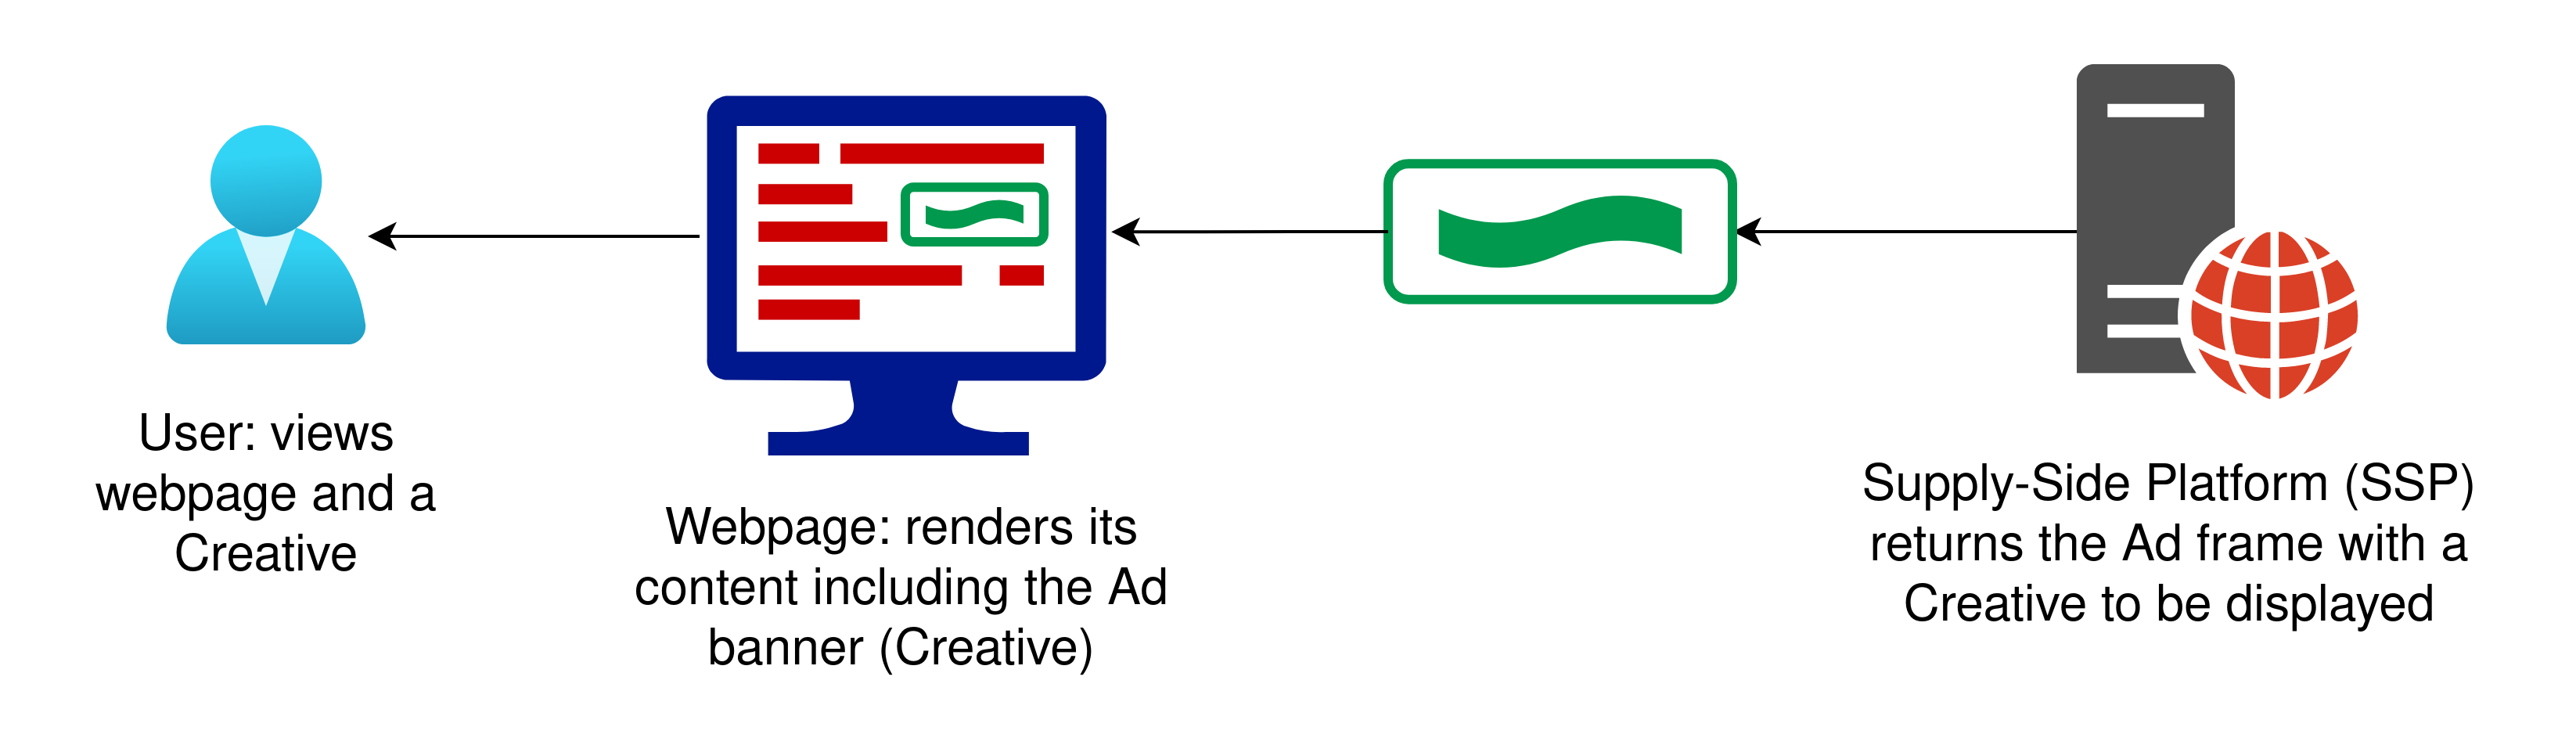 User: views
webpage and a
Creative
Webpage: renders its
content including the Ad
banner (Creative)
Supply-Side Platform (SSP)
returns the Ad frame with a
Creative to be displayed